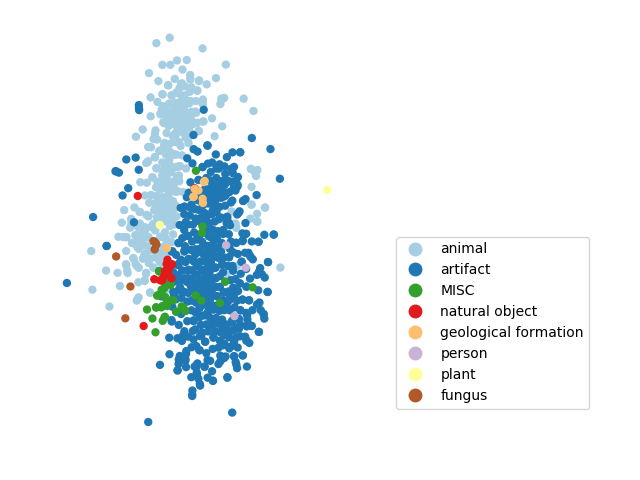 animal
artifact
MISC
natural object
geological formation
person
plant
fungus